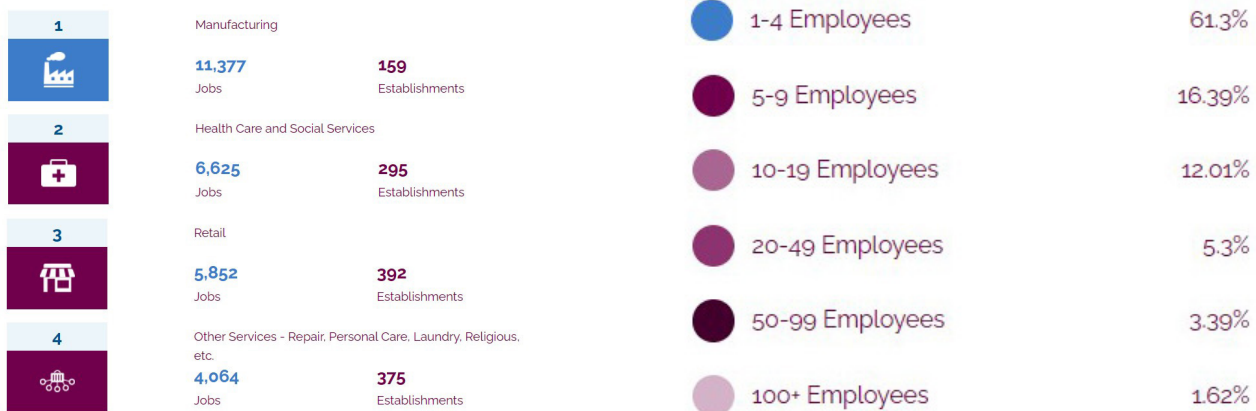 1
Manufacturing
11,377
159
Jobs
Establishments
2
Health Care and Social Services
6,625
295
Jobs
Establishments
3
Retail
5,852
392
Jobs
Establishments
4
Other Services - Repair, Personal Care, Laundry, Religious,
etc.
4,064
375
Jobs
Establishments
1-4 Employees 61.3%
5-9 Employees 16.39%
10-19 Employees 12.01%
20-49 Employees 5.3%
50-99 Employees 3.39%
100+ Employees 1.62%